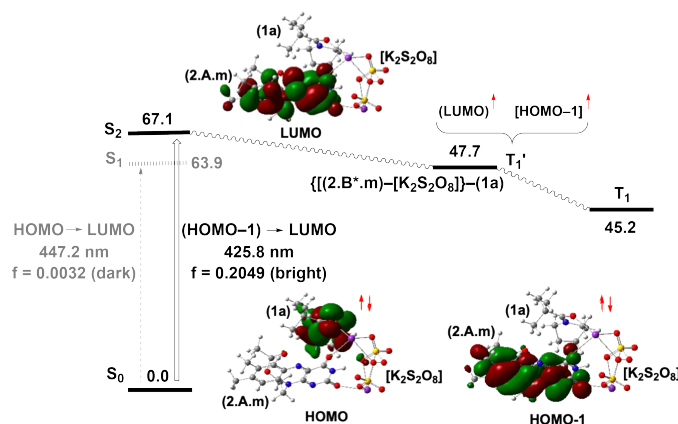 (1a)
[K2S2O8]
(2.A.m)
LUMO
S2 67.1
S1 63.9
(LUMO) [HOMO–1]
47.7 T1'
{[(2.B*.m)–[K2S2O8]}–(1a)
T1
45.2
HOMO→LUMO
447.2 nm
f = 0.0032 (dark)
(HOMO–1) → LUMO
425.8 nm
f = 0.2049 (bright)
(1a)
(2.A.m)
[K2S2O8]
HOMO
(1a)
(2.A.m)
[K2S2O8]
HOMO-1
S0 0.0